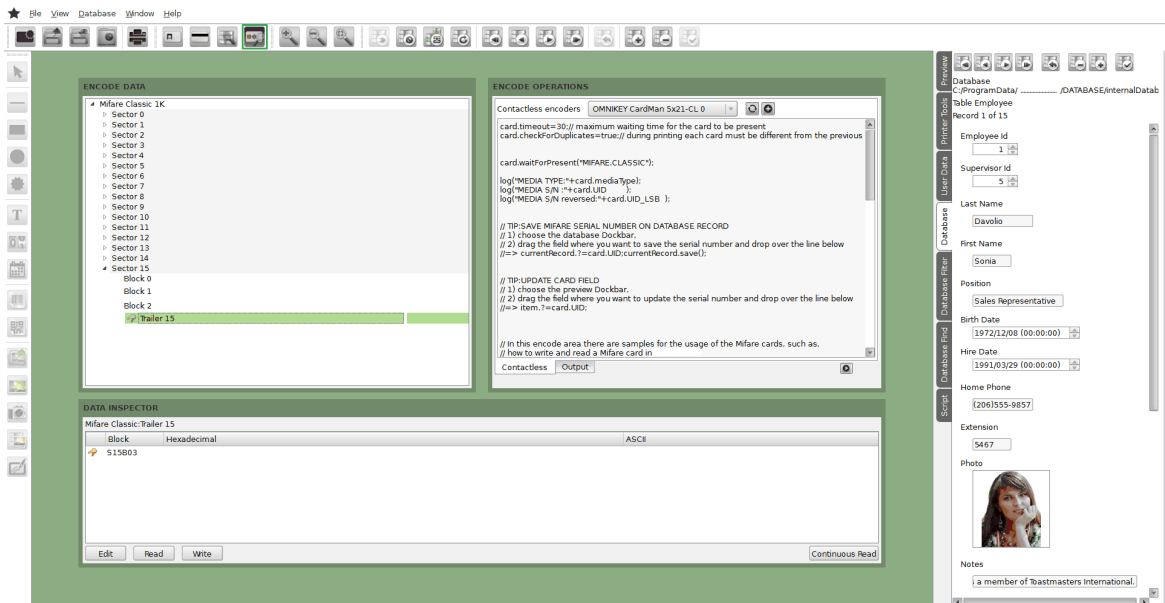 File View Database Window Help
ENCODE DATA
Mifare Classic 1K
Sector 0
Sector 1
Sector 2
Sector 3
Sector 4
Sector 5
Sector 6
Sector 7
Sector 8
Sector 9
Sector 10
Sector 11
Sector 12
Sector 13
Sector 14
Sector 15
Block 0
Block 1
Block 2
Trailer 15
ENCODE OPERATIONS
Contactless encoders OMNIKEY CardMan 5x21-CL 0
card.timeout=30;// maximum waiting time for the card to be present
card.checkForDuplicates=true;// during printing each card must be different from the previous
card.waitForPresent("MIFARE.CLASSIC");
log("MEDIA TYPE:"+card.mediaType);
log("MEDIA S/N :"+card.UID );
log("MEDIA S/N reversed:"+card.UID_LSB );
// TIP:SAVE MIFARE SERIAL NUMBER ON DATABASE RECORD
// 1) choose the database Dockbar,
// 2) drag the field where you want to save the serial number and drop over the line below
//=> currentRecord.?=card.UID;currentRecord.save();
// TIP:UPDATE CARD FIELD
// 1) choose the preview Dockbar,
// 2) drag the field where you want to update the serial number and drop over the line below
//=> item.?=card.UID;
// In this encode area there are samples for the usage of the Mifare cards, such as,
// how to write and read a Mifare card in
Contactless Output
DATA INSPECTOR
Mifare Classic:Trailer 15
Block Hexadecimal ASCII
S15B03
Edit Read Write Continuous Read
Preview
Printer Tools
User Data
Database
Database Filter
Database Find
Script
Database
C:/ProgramData/ .............. /DATABASE/internalDatab
Table Employee
Record 1 of 15
Employee Id
1
Supervisor Id
5
Last Name
Davolio
First Name
Sonia
Position
Sales Representative
Birth Date
1972/12/08 (00:00:00)
Hire Date
1991/03/29 (00:00:00)
Home Phone
(206)555-9857
Extension
5467
Photo
Notes
a member of Toastmasters International.